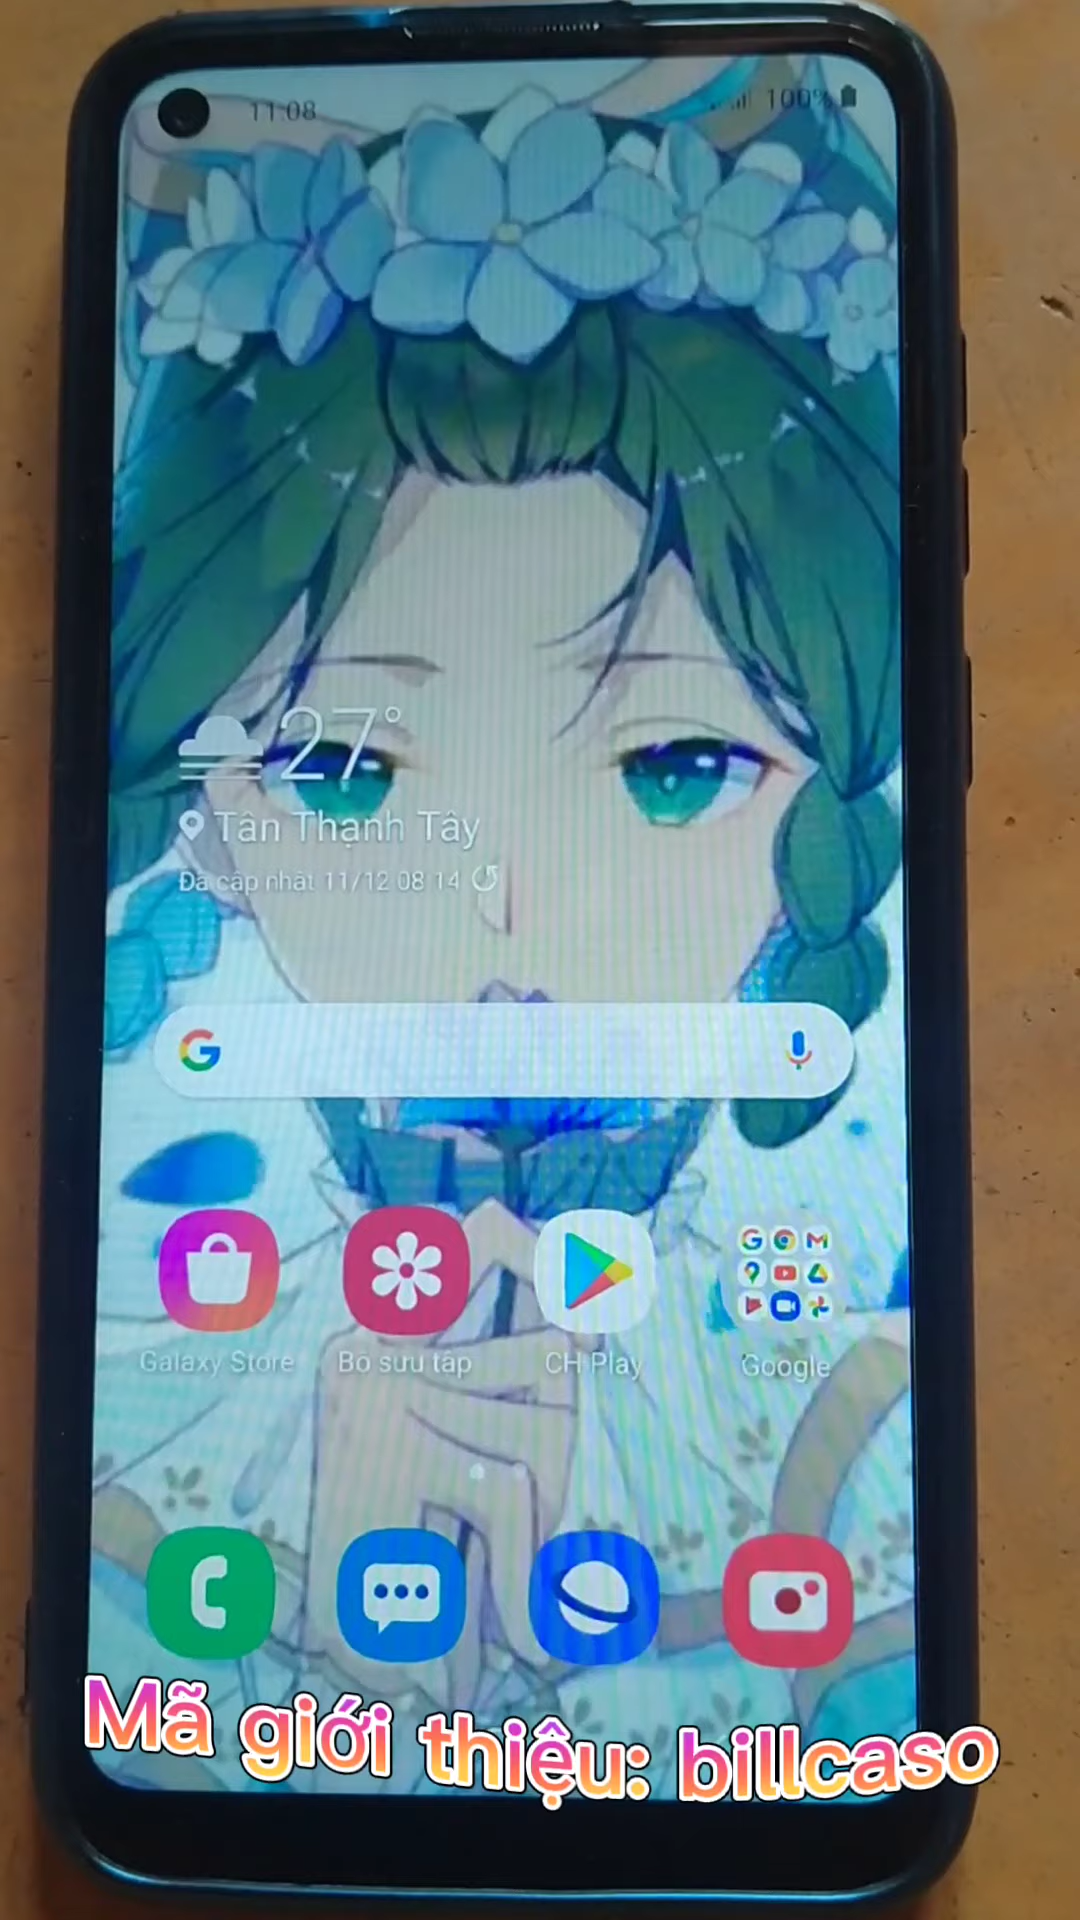 11:08
100%
27°
Tân Thạnh Tây
Đã cập nhật 11/12 08:14
Galaxy Store
Bộ sưu tập
CH Play
Google
Mã giới thiệu: billcaso